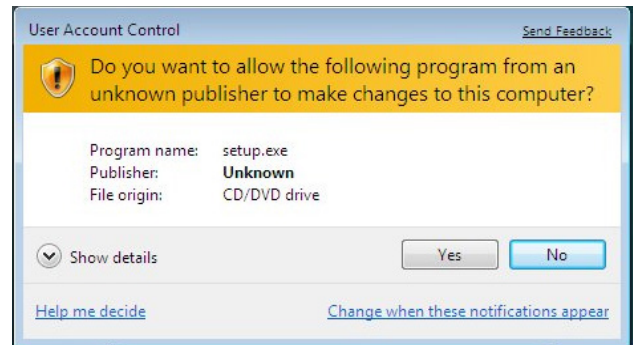 User Account Control
Send Feedback
Do you want to allow the following program from an
unknown publisher to make changes to this computer?
Program name: setup.exe
Publisher: Unknown
File origin: CD/DVD drive
Show details
Yes
No
Help me decide
Change when these notifications appear